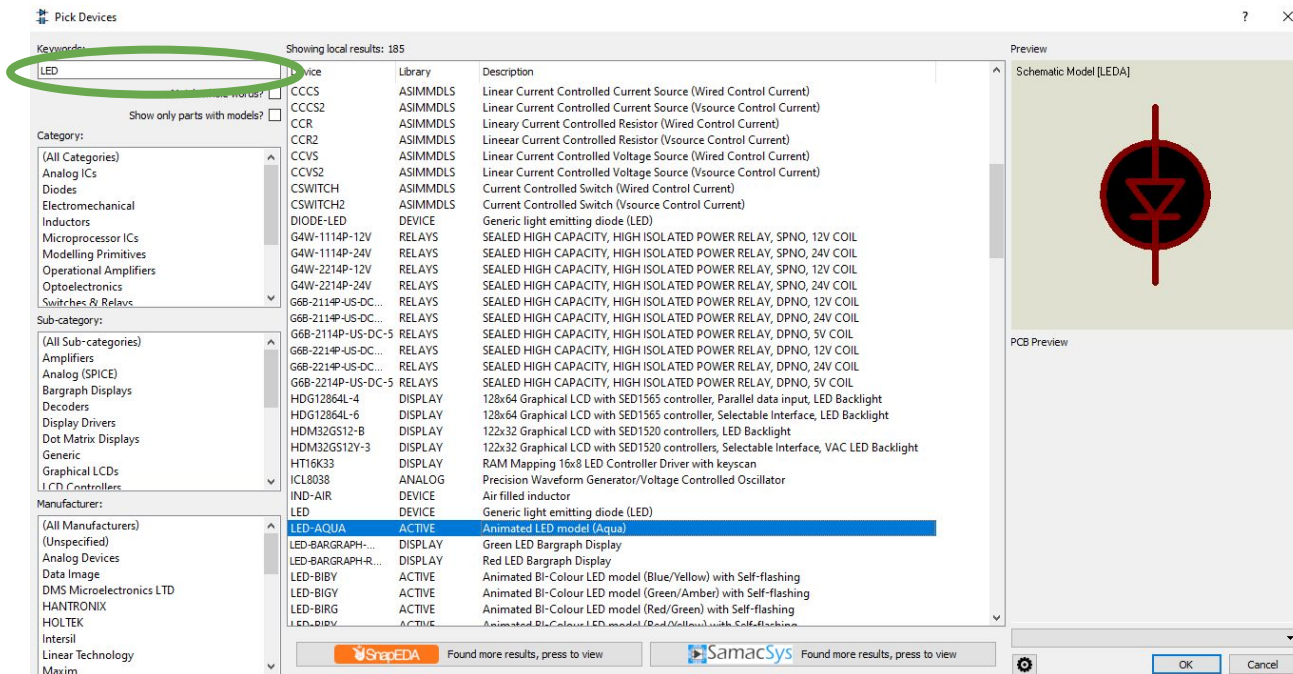 Pick Devices
?
Keywords:
LED
Match whole words?
Show only parts with models?
Category:
(All Categories)
Analog ICs
Diodes
Electromechanical
Inductors
Microprocessor ICs
Modelling Primitives
Operational Amplifiers
Optoelectronics
Switches & Relays
Sub-category:
(All Sub-categories)
Amplifiers
Analog (SPICE)
Bargraph Displays
Decoders
Display Drivers
Dot Matrix Displays
Generic
Graphical LCDs
LCD Controllers
Manufacturer:
(All Manufacturers)
(Unspecified)
Analog Devices
Data Image
DMS Microelectronics LTD
HANTRONIX
HOLTEK
Intersil
Linear Technology
Maxim
Showing local results: 185
Device Library Description
CCCS ASIMMDLS Linear Current Controlled Current Source (Wired Control Current)
CCCS2 ASIMMDLS Linear Current Controlled Current Source (Vsource Control Current)
CCR ASIMMDLS Lineary Current Controlled Resistor (Wired Control Current)
CCR2 ASIMMDLS Lineear Current Controlled Resistor (Vsource Control Current)
CCVS ASIMMDLS Linear Current Controlled Voltage Source (Wired Control Current)
CCVS2 ASIMMDLS Linear Current Controlled Voltage Source (Vsource Control Current)
CSWITCH ASIMMDLS Current Controlled Switch (Wired Control Current)
CSWITCH2 ASIMMDLS Current Controlled Switch (Vsource Control Current)
DIODE-LED DEVICE Generic light emitting diode (LED)
G4W-1114P-12V RELAYS SEALED HIGH CAPACITY, HIGH ISOLATED POWER RELAY, SPNO, 12V COIL
G4W-1114P-24V RELAYS SEALED HIGH CAPACITY, HIGH ISOLATED POWER RELAY, SPNO, 24V COIL
G4W-2214P-12V RELAYS SEALED HIGH CAPACITY, HIGH ISOLATED POWER RELAY, SPNO, 12V COIL
G4W-2214P-24V RELAYS SEALED HIGH CAPACITY, HIGH ISOLATED POWER RELAY, SPNO, 24V COIL
G6B-2114P-US-DC... RELAYS SEALED HIGH CAPACITY, HIGH ISOLATED POWER RELAY, DPNO, 12V COIL
G6B-2114P-US-DC... RELAYS SEALED HIGH CAPACITY, HIGH ISOLATED POWER RELAY, DPNO, 24V COIL
G6B-2114P-US-DC-5 RELAYS SEALED HIGH CAPACITY, HIGH ISOLATED POWER RELAY, DPNO, 5V COIL
G6B-2214P-US-DC... RELAYS SEALED HIGH CAPACITY, HIGH ISOLATED POWER RELAY, DPNO, 12V COIL
G6B-2214P-US-DC... RELAYS SEALED HIGH CAPACITY, HIGH ISOLATED POWER RELAY, DPNO, 24V COIL
G6B-2214P-US-DC-5 RELAYS SEALED HIGH CAPACITY, HIGH ISOLATED POWER RELAY, DPNO, 5V COIL
HDG12864L-4 DISPLAY 128x64 Graphical LCD with SED1565 controller, Parallel data input, LED Backlight
HDG12864L-6 DISPLAY 128x64 Graphical LCD with SED1565 controller, Selectable Interface, LED Backlight
HDM32GS12-B DISPLAY 122x32 Graphical LCD with SED1520 controllers, LED Backlight
HDM32GS12Y-3 DISPLAY 122x32 Graphical LCD with SED1520 controllers, Selectable Interface, VAC LED Backlight
HT16K33 DISPLAY RAM Mapping 16x8 LED Controller Driver with keyscan
ICL8038 ANALOG Precision Waveform Generator/Voltage Controlled Oscillator
IND-AIR DEVICE Air filled inductor
LED DEVICE Generic light emitting diode (LED)
LED-AQUA ACTIVE Animated LED model (Aqua)
LED-BARGRAPH-... DISPLAY Green LED Bargraph Display
LED-BARGRAPH-R... DISPLAY Red LED Bargraph Display
LED-BIBY ACTIVE Animated BI-Colour LED model (Blue/Yellow) with Self-flashing
LED-BIGY ACTIVE Animated BI-Colour LED model (Green/Amber) with Self-flashing
LED-BIRG ACTIVE Animated BI-Colour LED model (Red/Green) with Self-flashing
LED-BIRY ACTIVE Animated BI-Colour LED model (Red/Yellow) with Self-flashing
SnapEDA Found more results, press to view
SamacSys Found more results, press to view
Preview
Schematic Model [LEDA]
PCB Preview
OK
Cancel